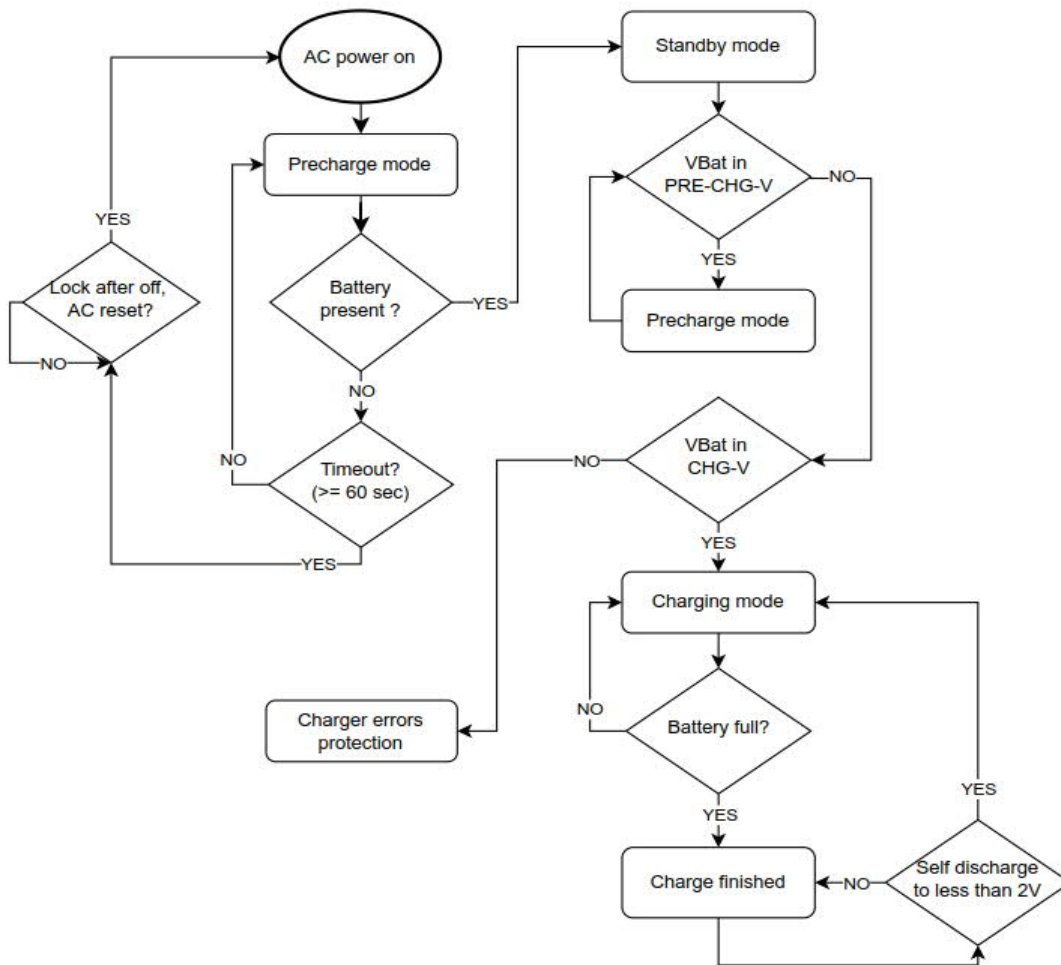 AC power on
Precharge mode
Battery
present ?
YES
NO
Timeout?
(>= 60 sec)
NO
YES
Lock after off,
AC reset?
NO
YES
Standby mode
VBat in
PRE-CHG-V
NO
YES
Precharge mode
VBat in
CHG-V
NO
YES
Charger errors
protection
Charging mode
Battery full?
NO
YES
Charge finished
Self discharge
to less than 2V
NO
YES